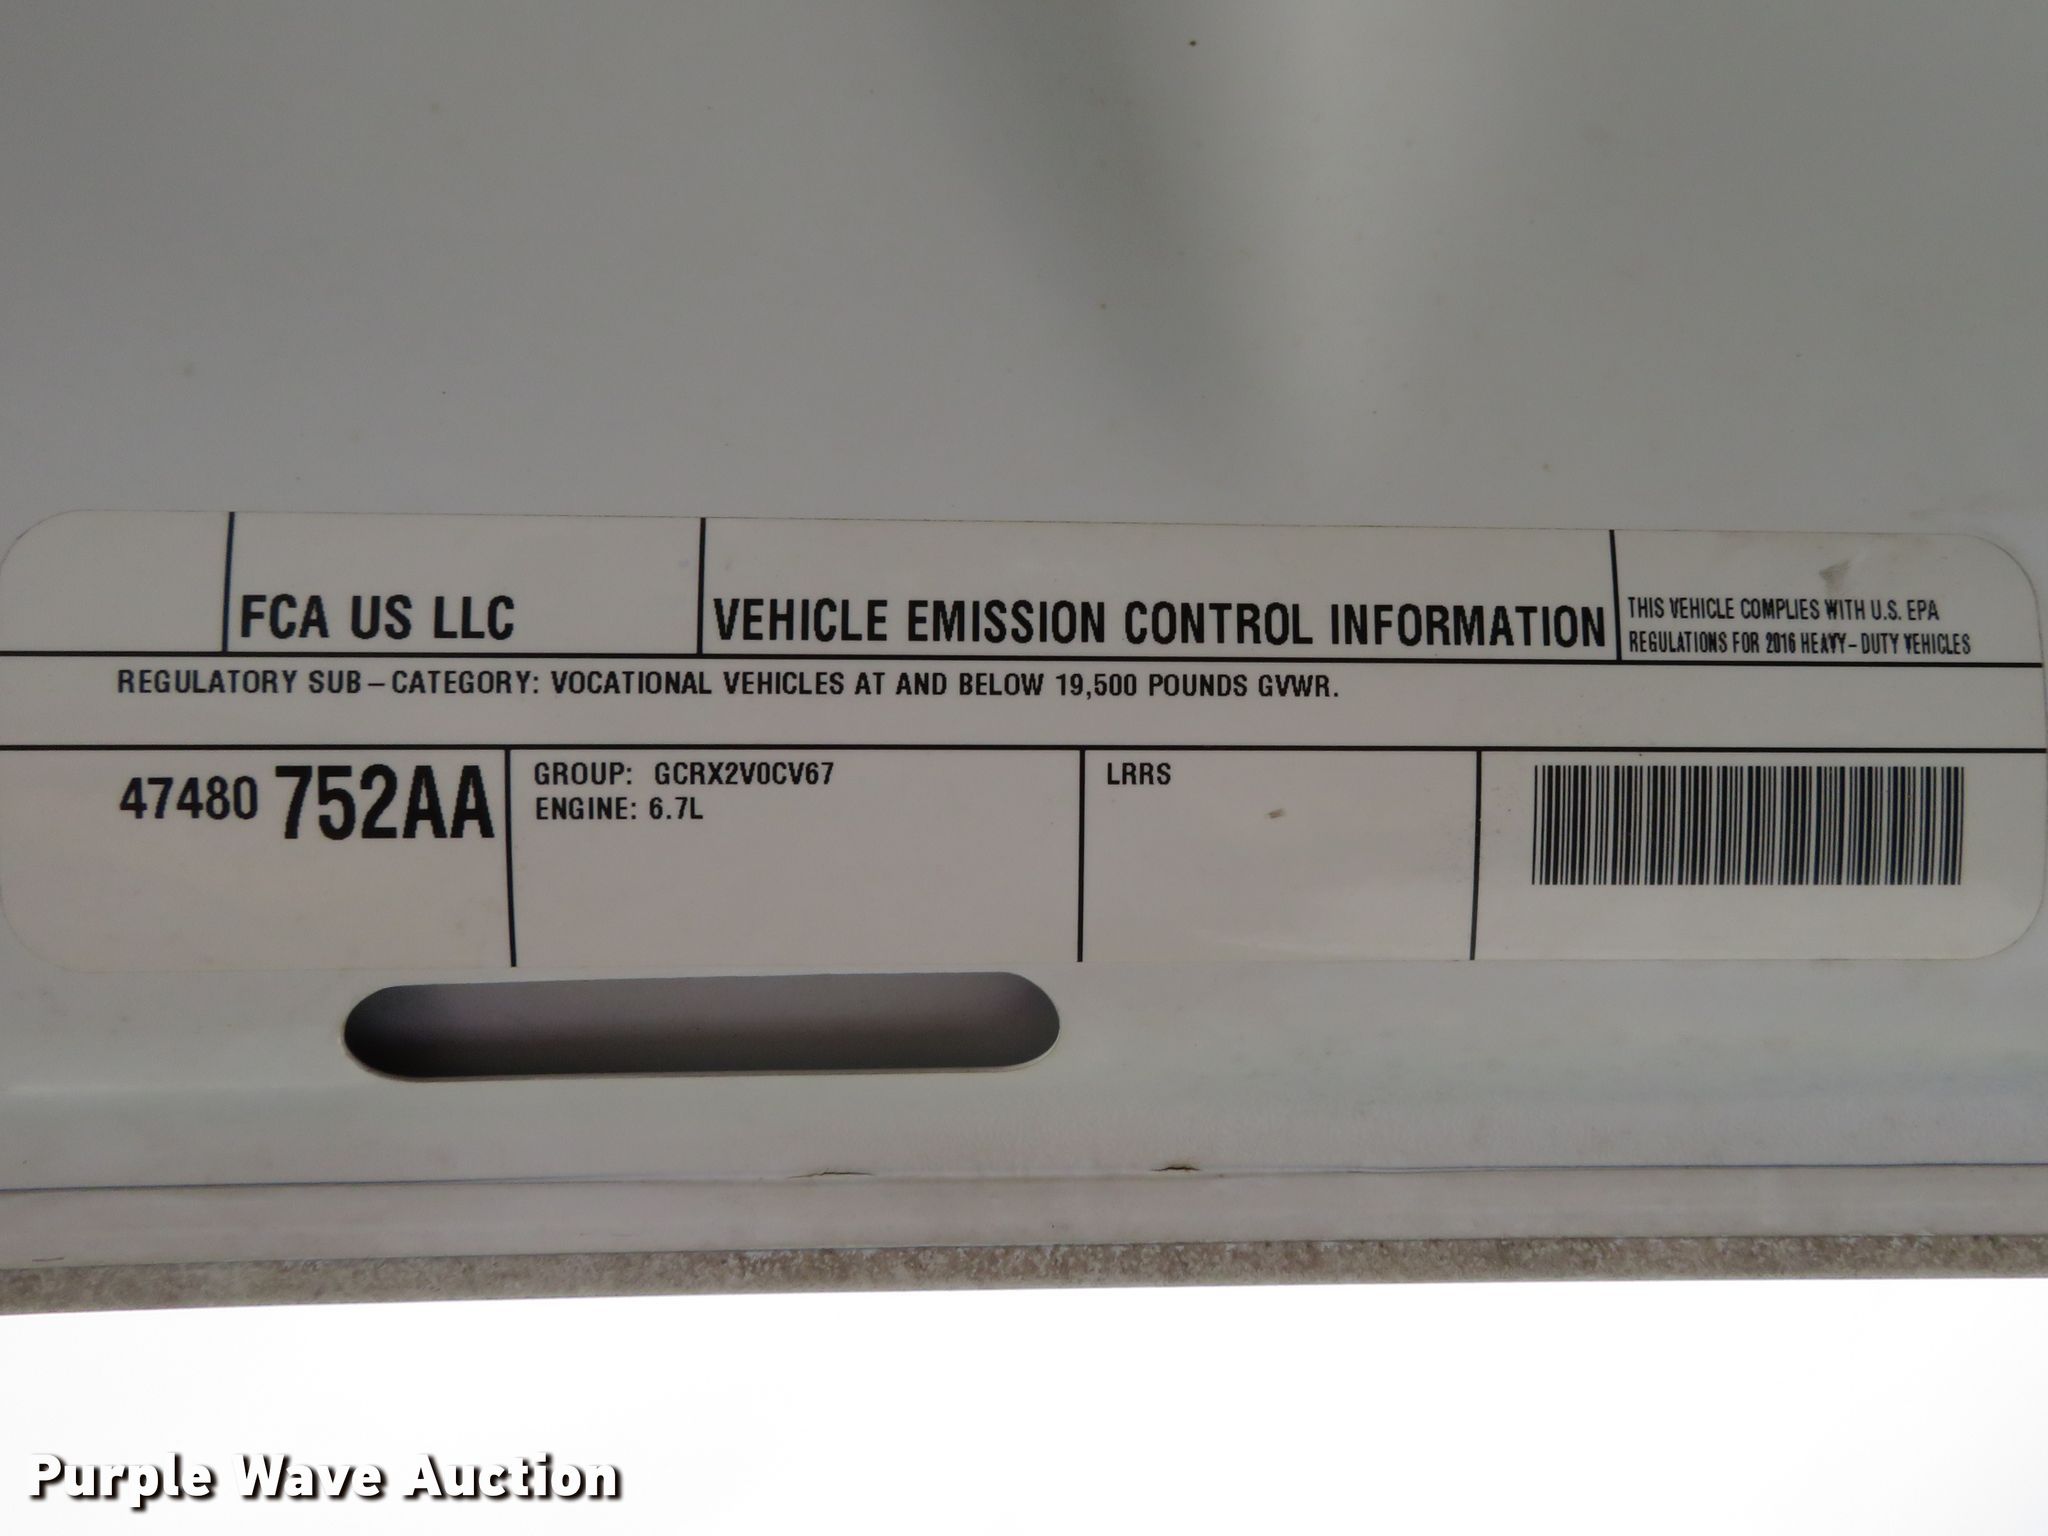 FCA US LLC
VEHICLE EMISSION CONTROL INFORMATION
THIS VEHICLE COMPLIES WITH U.S. EPA
REGULATIONS FOR 2016 HEAVY-DUTY VEHICLES
REGULATORY SUB-CATEGORY: VOCATIONAL VEHICLES AT AND BELOW 19,500 POUNDS GVWR.
47480 752AA
GROUP: GCRX2V0CV67
ENGINE: 6.7L
LRRS
Purple Wave Auction